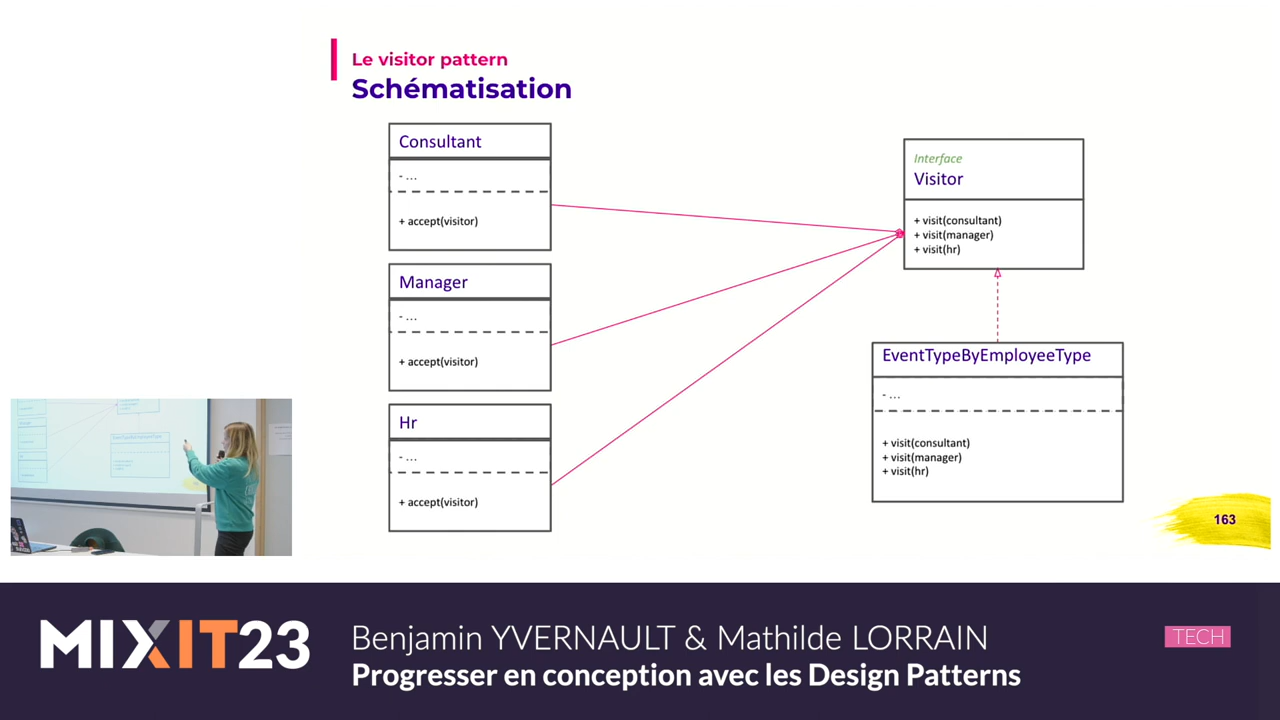 Le visitor pattern
Schématisation
Consultant
- ...
+ accept(visitor)
Manager
- ...
+ accept(visitor)
Hr
- ...
+ accept(visitor)
Interface
Visitor
+ visit(consultant)
+ visit(manager)
+ visit(hr)
EventTypeByEmployeeType
- ...
+ visit(consultant)
+ visit(manager)
+ visit(hr)
163
MIXIT23
Benjamin YVERNAULT & Mathilde LORRAIN
TECH
Progresser en conception avec les Design Patterns